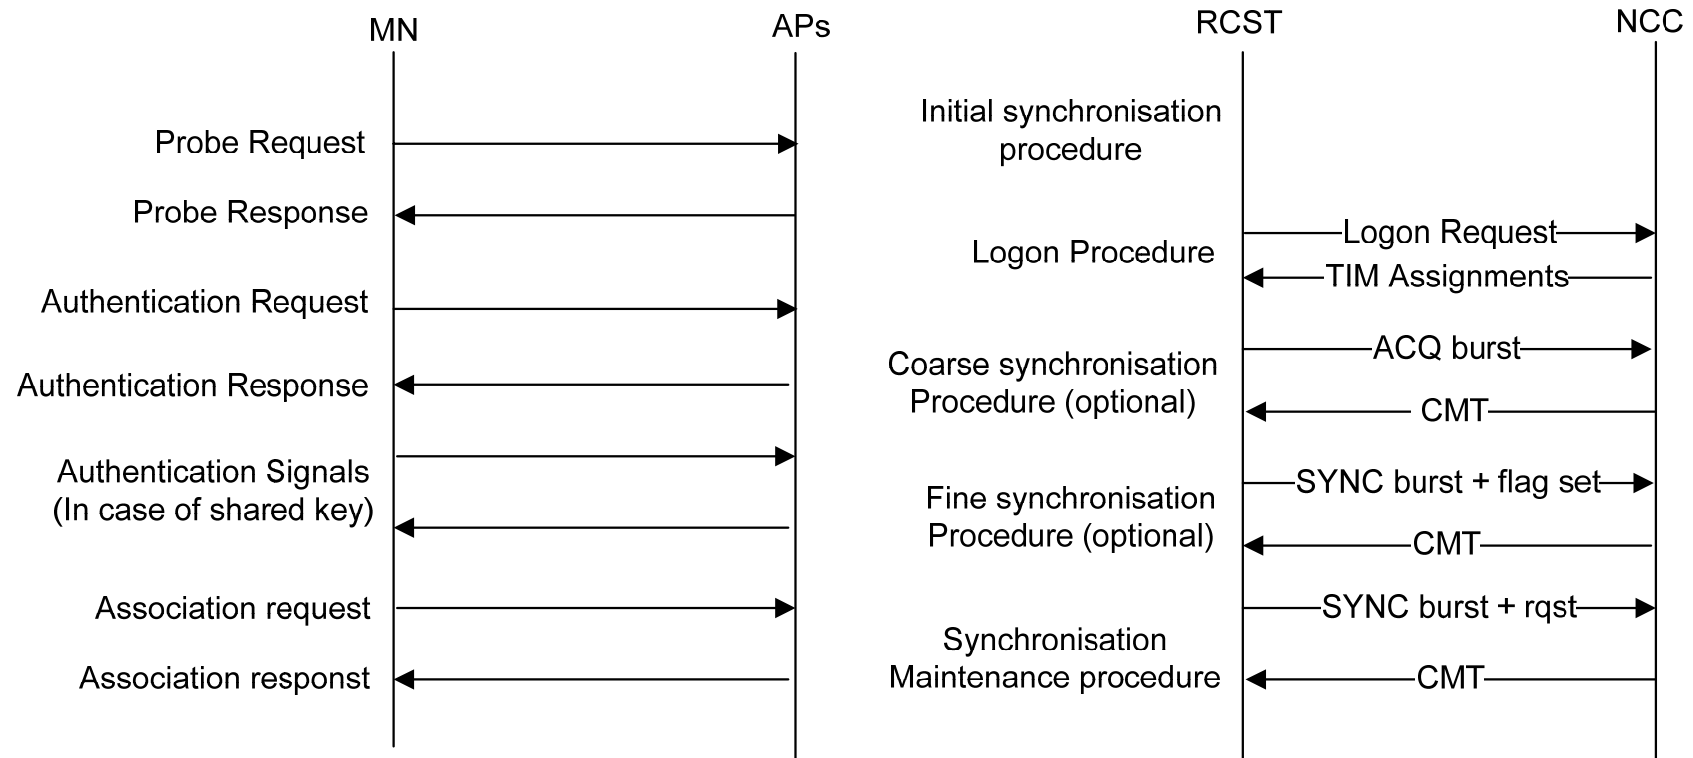 MN
APs
Probe Request
Probe Response
Authentication Request
Authentication Response
Authentication Signals
(In case of shared key)
Association request
Association responst
RCST
NCC
Initial synchronisation
procedure
Logon Request
Logon Procedure
TIM Assignments
ACQ burst
Coarse synchronisation
Procedure (optional)
CMT
SYNC burst + flag set
Fine synchronisation
Procedure (optional)
CMT
SYNC burst + rqst
Synchronisation
Maintenance procedure
CMT